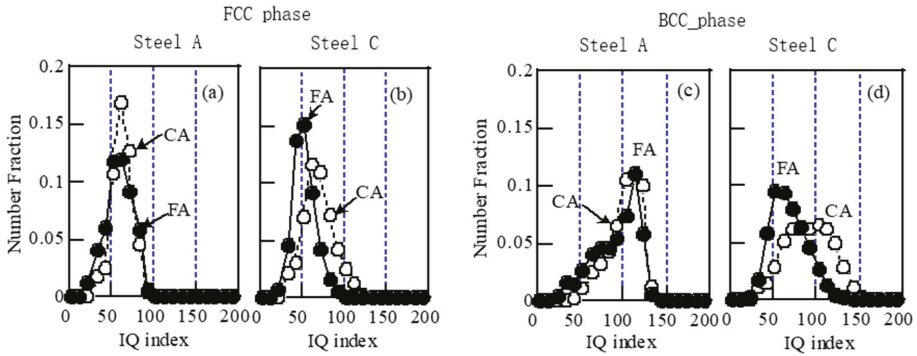 FCC phase
Steel A Steel C
0.2
0.15
0.1
0.05
0
Number Fraction
(a)
CA
FA
0 50 100 150 200
IQ index
(b)
FA
CA
0 50 100 150 200
IQ index
BCC_phase
Steel A Steel C
0.2
0.15
0.1
0.05
0
Number Fraction
(c)
FA
CA
0 50 100 150 200
IQ index
(d)
FA
CA
0 50 100 150 200
IQ index